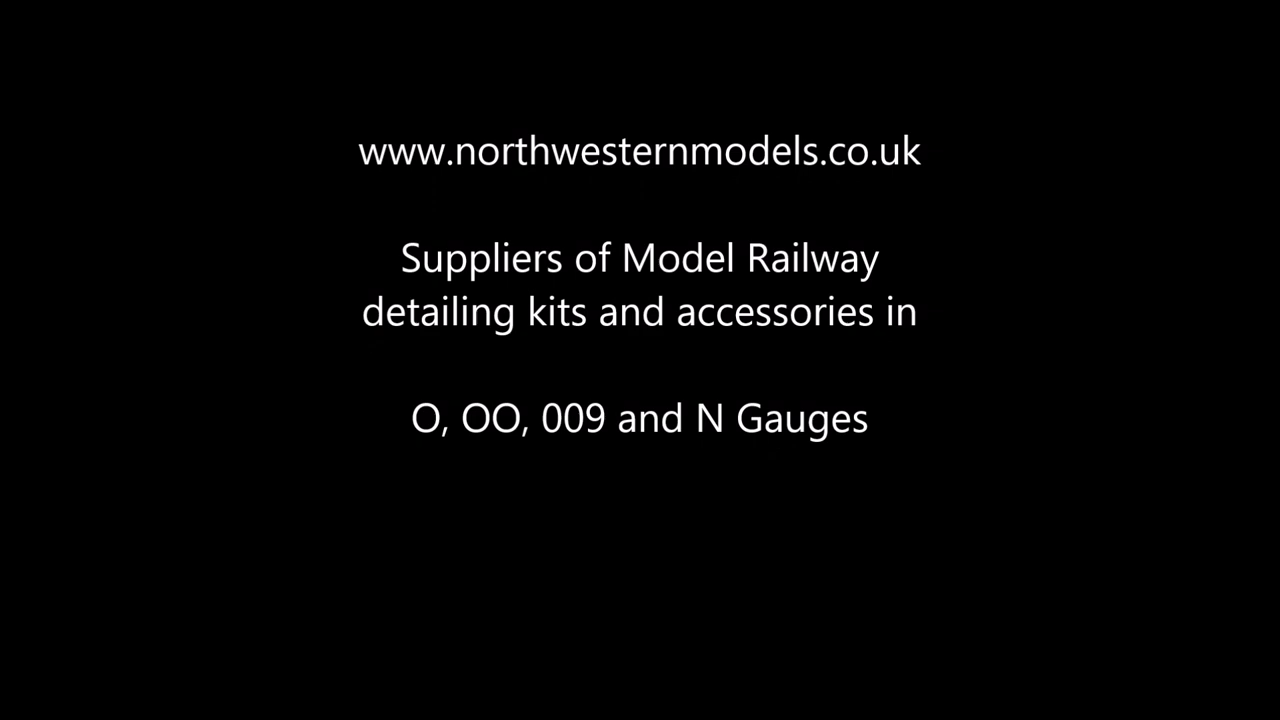 www.northwesternmodels.co.uk
Suppliers of Model Railway
detailing kits and accessories in
O, OO, 009 and N Gauges